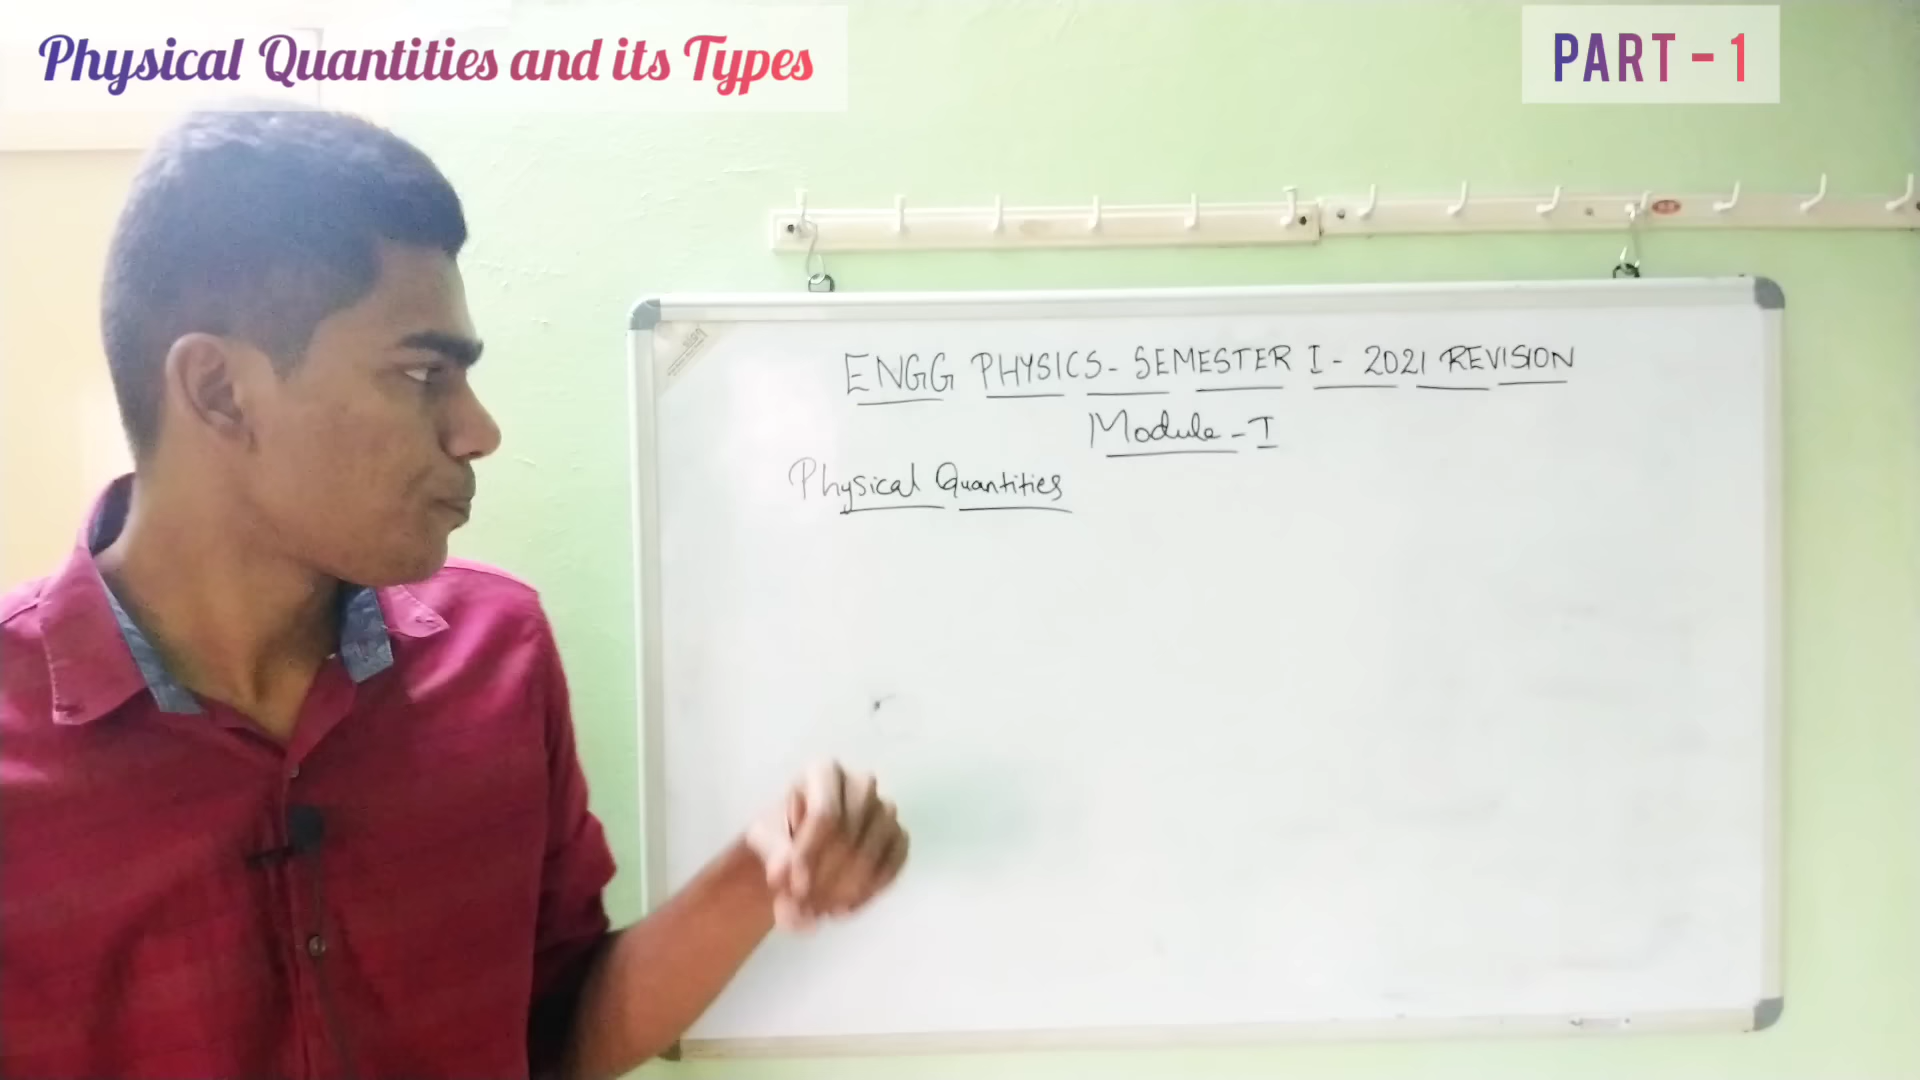 Physical Quantities and its Types
PART - 1
ENGG PHYSICS - SEMESTER I - 2021 REVISION
Module - I
Physical Quantities